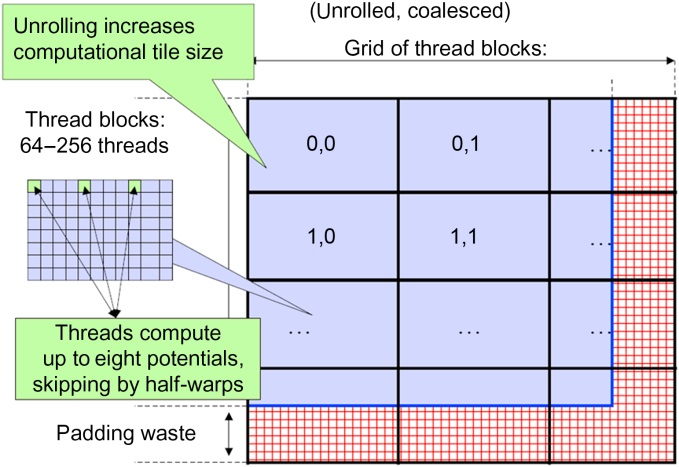 (Unrolled, coalesced)
Unrolling increases
computational tile size
Grid of thread blocks:
Thread blocks:
64–256 threads
0,0
0,1
...
1,0
1,1
...
...
...
...
Threads compute
up to eight potentials,
skipping by half-warps
Padding waste